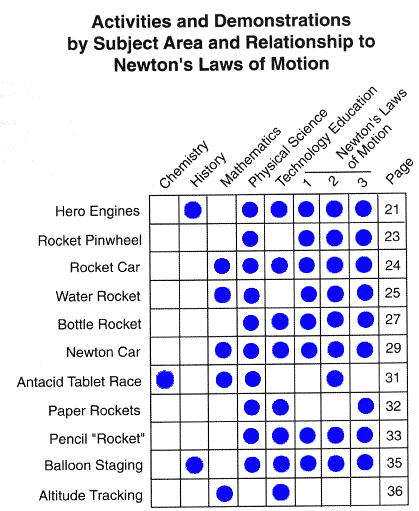 Activities and Demonstrations
by Subject Area and Relationship to
Newton's Laws of Motion
Chemistry
History
Mathematics
Physical Science
Technology Education
Newton's Laws
of Motion
1 2 3
Page
Hero Engines 21
Rocket Pinwheel 23
Rocket Car 24
Water Rocket 25
Bottle Rocket 27
Newton Car 29
Antacid Tablet Race 31
Paper Rockets 32
Pencil "Rocket" 33
Balloon Staging 35
Altitude Tracking 36